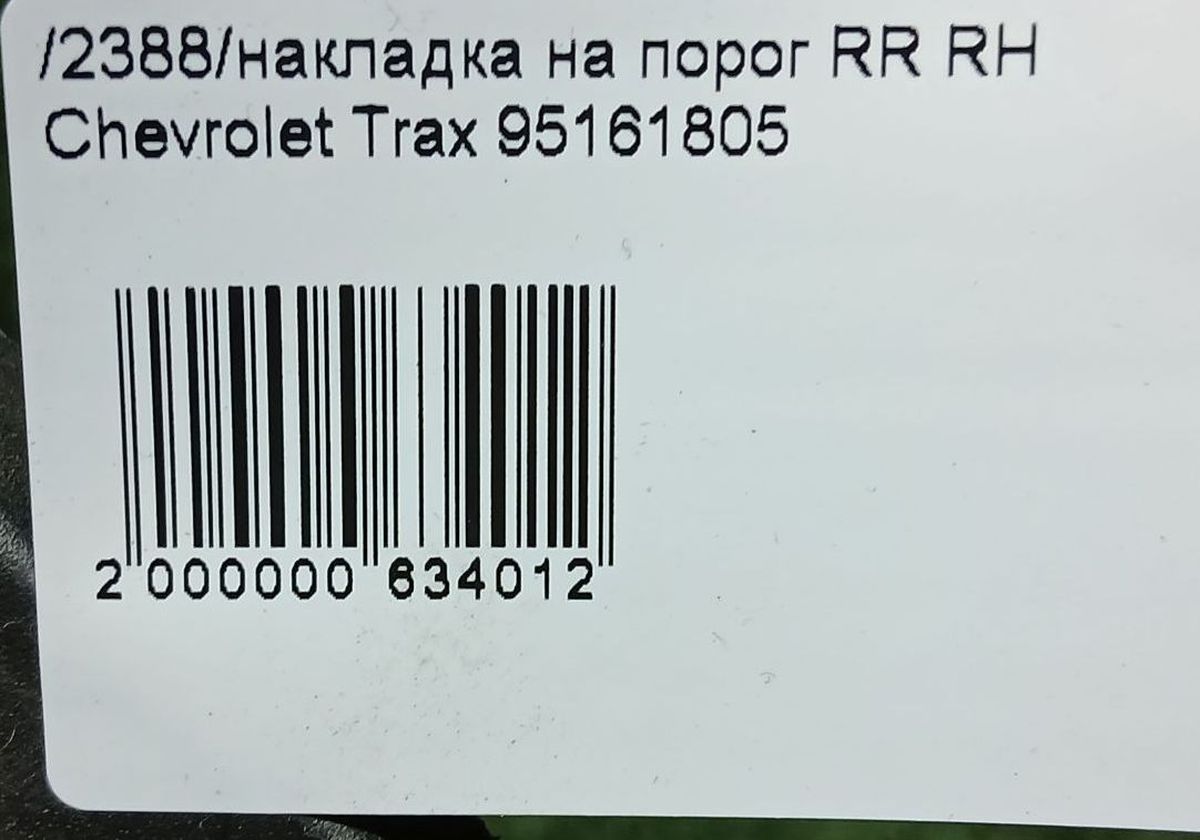 /2388/накладка на порог RR RH
Chevrolet Trax 95161805
2 000000 634012